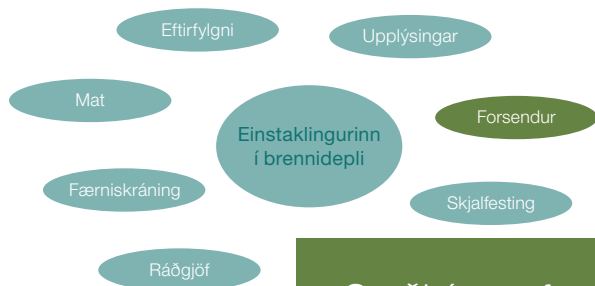 Eftirfylgni
Upplýsingar
Mat
Forsendur
Einstaklingurinn
í brennidepli
Færniskráning
Skjalfesting
Ráðgjöf